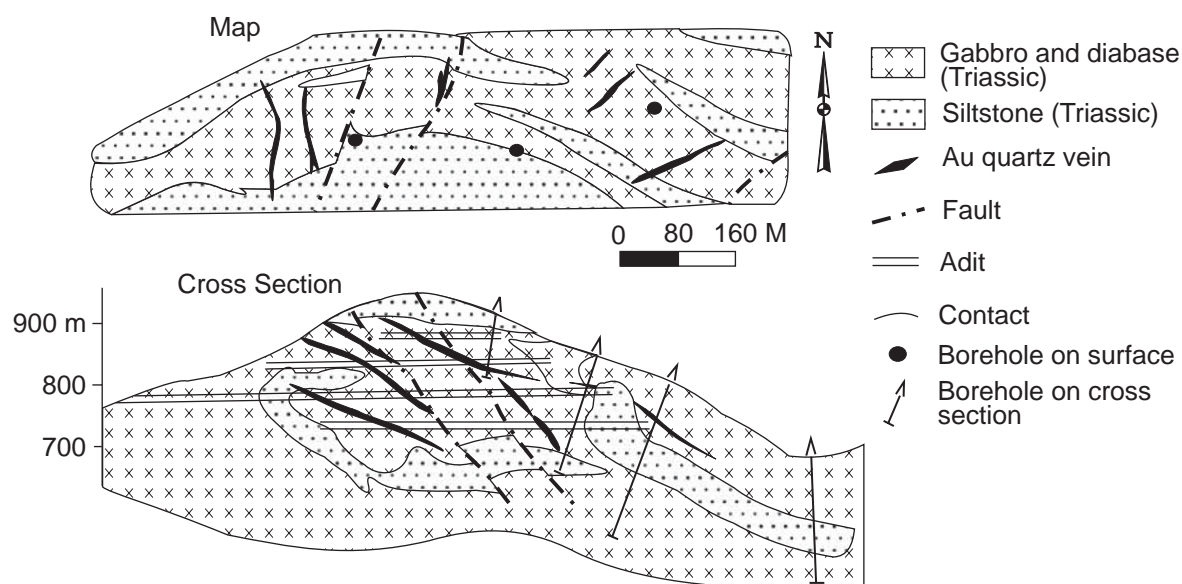 Map
N
0 80 160 M
Cross Section
900 m
800
700
Gabbro and diabase
(Triassic)
Siltstone (Triassic)
Au quartz vein
Fault
Adit
Contact
Borehole on surface
Borehole on cross
section